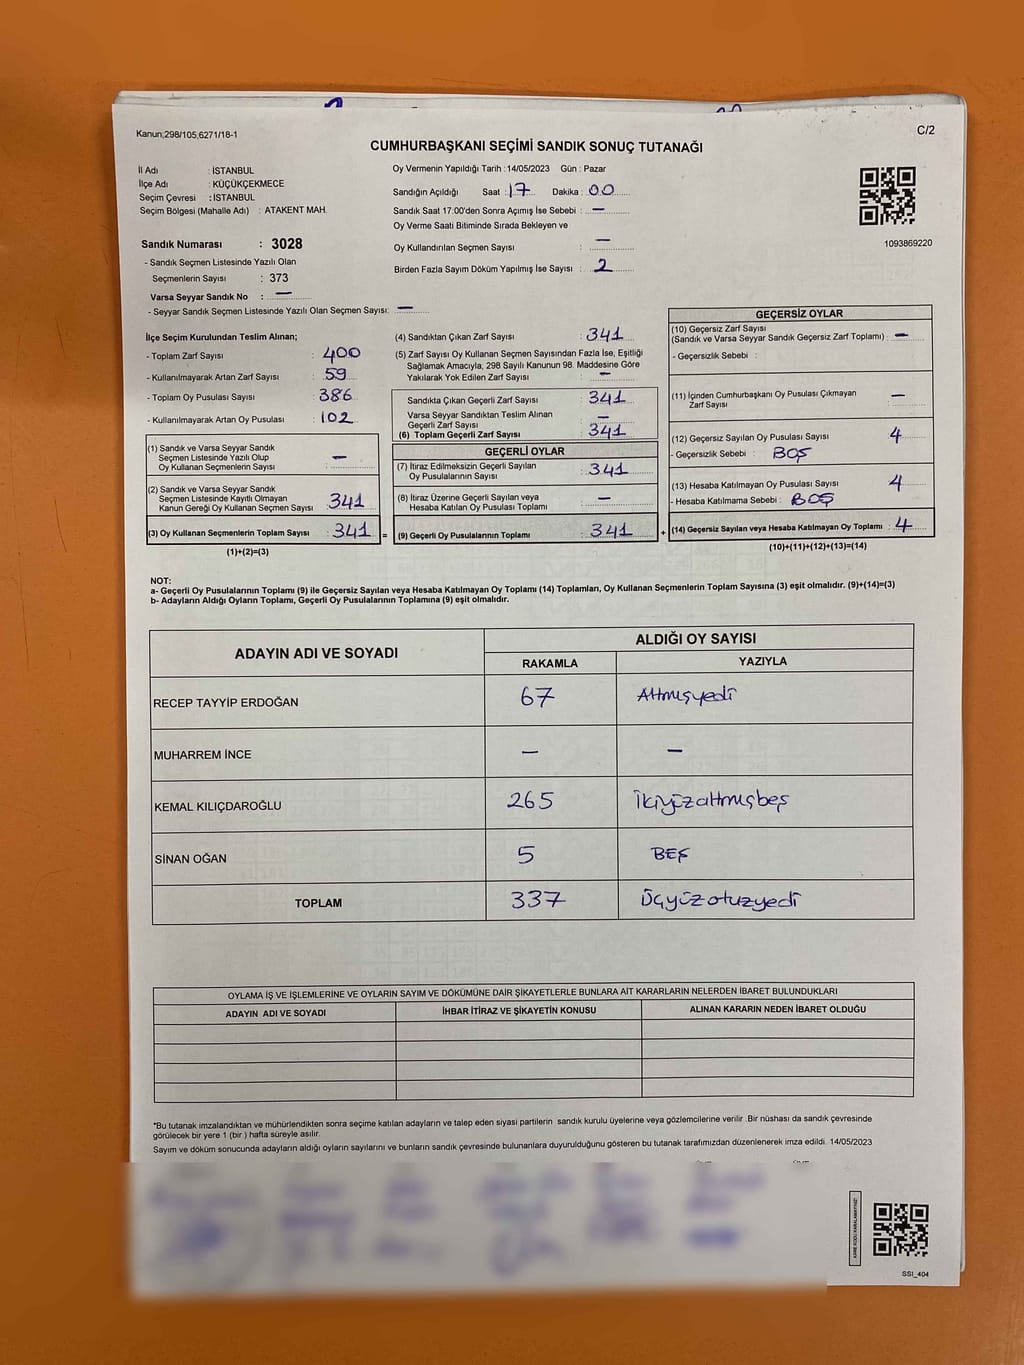 Kanun;298/105,6271/18-1
C/2
CUMHURBAŞKANI SEÇİMİ SANDIK SONUÇ TUTANAĞI
İl Adı : İSTANBUL
İlçe Adı : KÜÇÜKÇEKMECE
Seçim Çevresi : İSTANBUL
Seçim Bölgesi (Mahalle Adı) : ATAKENT MAH.
Oy Vermenin Yapıldığı Tarih : 14/05/2023 Gün : Pazar
Sandığın Açıldığı Saat : 17 Dakika : 00
Sandık Saat 17:00'den Sonra Açımış İse Sebebi : —
Oy Verme Saati Bitiminde Sırada Bekleyen ve
Oy Kullandırılan Seçmen Sayısı : —
Birden Fazla Sayım Döküm Yapılmış İse Sayısı : 2
1093869220
Sandık Numarası : 3028
- Sandık Seçmen Listesinde Yazılı Olan
Seçmenlerin Sayısı : 373
Varsa Seyyar Sandık No : —
- Seyyar Sandık Seçmen Listesinde Yazılı Olan Seçmen Sayısı: —
İlçe Seçim Kurulundan Teslim Alınan;
- Toplam Zarf Sayısı : 400
- Kullanılmayarak Artan Zarf Sayısı : 59
- Toplam Oy Pusulası Sayısı : 386
- Kullanılmayarak Artan Oy Pusulası : 102
(1) Sandık ve Varsa Seyyar Sandık
Seçmen Listesinde Yazılı Olup
Oy Kullanan Seçmenlerin Sayısı : —
(2) Sandık ve Varsa Seyyar Sandık
Seçmen Listesinde Kayıtlı Olmayan
Kanun Gereği Oy Kullanan Seçmen Sayısı : 341
(3) Oy Kullanan Seçmenlerin Toplam Sayısı : 341 =
(1)+(2)=(3)
(4) Sandıktan Çıkan Zarf Sayısı : 341
(5) Zarf Sayısı Oy Kullanan Seçmen Sayısından Fazla İse, Eşitliği
Sağlamak Amacıyla, 298 Sayılı Kanunun 98. Maddesine Göre
Yakılarak Yok Edilen Zarf Sayısı : —
Sandıkta Çıkan Geçerli Zarf Sayısı : 341
Varsa Seyyar Sandıktan Teslim Alınan
Geçerli Zarf Sayısı : —
(6) Toplam Geçerli Zarf Sayısı : 341
GEÇERLİ OYLAR
(7) İtiraz Edilmeksizin Geçerli Sayılan
Oy Pusulalarının Sayısı : 341
(8) İtiraz Üzerine Geçerli Sayılan veya
Hesaba Katılan Oy Pusulası Toplamı : —
(9) Geçerli Oy Pusulalarının Toplamı : 341 +
GEÇERSİZ OYLAR
(10) Geçersiz Zarf Sayısı
(Sandık ve Varsa Seyyar Sandık Geçersiz Zarf Toplamı) : —
- Geçersizlik Sebebi :
(11) İçinden Cumhurbaşkanı Oy Pusulası Çıkmayan
Zarf Sayısı : —
(12) Geçersiz Sayılan Oy Pusulası Sayısı : 4
- Geçersizlik Sebebi : BOŞ
(13) Hesaba Katılmayan Oy Pusulası Sayısı : 4
- Hesaba Katılmama Sebebi : BOŞ
(14) Geçersiz Sayılan veya Hesaba Katılmayan Oy Toplamı : 4
(10)+(11)+(12)+(13)=(14)
NOT:
a- Geçerli Oy Pusulalarının Toplamı (9) ile Geçersiz Sayılan veya Hesaba Katılmayan Oy Toplamı (14) Toplamları, Oy Kullanan Seçmenlerin Toplam Sayısına (3) eşit olmalıdır. (9)+(14)=(3)
b- Adayların Aldığı Oyların Toplamı, Geçerli Oy Pusulalarının Toplamına (9) eşit olmalıdır.
ADAYIN ADI VE SOYADI
ALDIĞI OY SAYISI
RAKAMLA YAZIYLA
RECEP TAYYİP ERDOĞAN 67 Altmışyedi
MUHARREM İNCE — —
KEMAL KILIÇDAROĞLU 265 İkiyüzaltmışbeş
SİNAN OĞAN 5 BEŞ
TOPLAM 337 Üçyüzotuzyedi
OYLAMA İŞ VE İŞLEMLERİNE VE OYLARIN SAYIM VE DÖKÜMÜNE DAİR ŞİKAYETLERLE BUNLARA AİT KARARLARIN NELERDEN İBARET BULUNDUKLARI
ADAYIN ADI VE SOYADI İHBAR İTİRAZ VE ŞİKAYETİN KONUSU ALINAN KARARIN NEDEN İBARET OLDUĞU
*Bu tutanak imzalandıktan ve mühürlendikten sonra seçime katılan adayların ve talep eden siyasi partilerin sandık kurulu üyelerine veya gözlemcilerine verilir .Bir nüshası da sandık çevresinde
görülecek bir yere 1 (bir ) hafta süreyle asılır.
Sayım ve döküm sonucunda adayların aldığı oyların sayılarını ve bunların sandık çevresinde bulunanlara duyurulduğunu gösteren bu tutanak tarafımızdan düzenlenerek imza edildi. 14/05/2023
KARE KODU KARALAMAYINIZ!
SSI_404